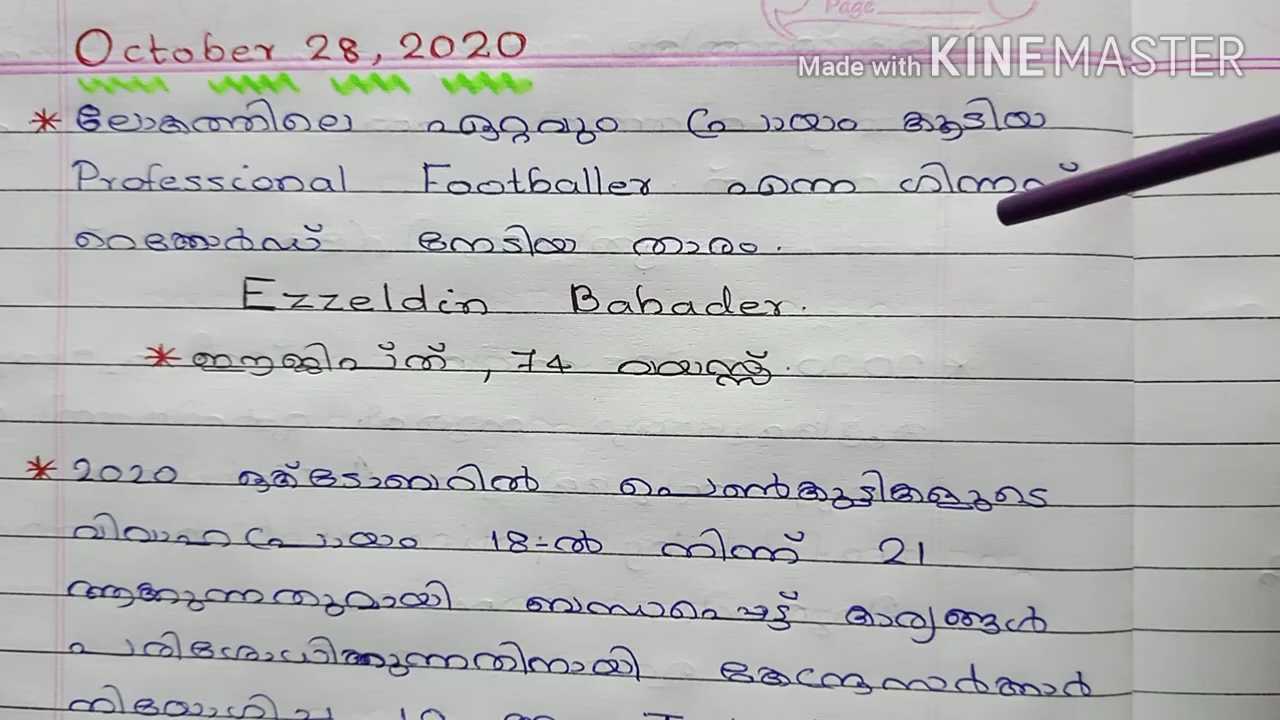 Page
October 28, 2020
Made with KINEMASTER
* ലോകത്തിലെ ഏറ്റവും പ്രായം കൂടിയ
Professional Footballer എന്ന ഗിന്നസ്
റെക്കോർഡ് നേടിയ താരം.
Ezzeldin Bahader.
* ഈജിപ്ത്, 74 വയസ്സ്.
* 2020 ഒക്ടോബറിൽ പെൺകുട്ടികളുടെ
വിവാഹപ്രായം 18-ൽ നിന്ന് 21
ആക്കുന്നതുമായി ബന്ധപ്പെട്ട് കാര്യങ്ങൾ
പരിശോധിക്കുന്നതിനായി കേന്ദ്രസർക്കാർ